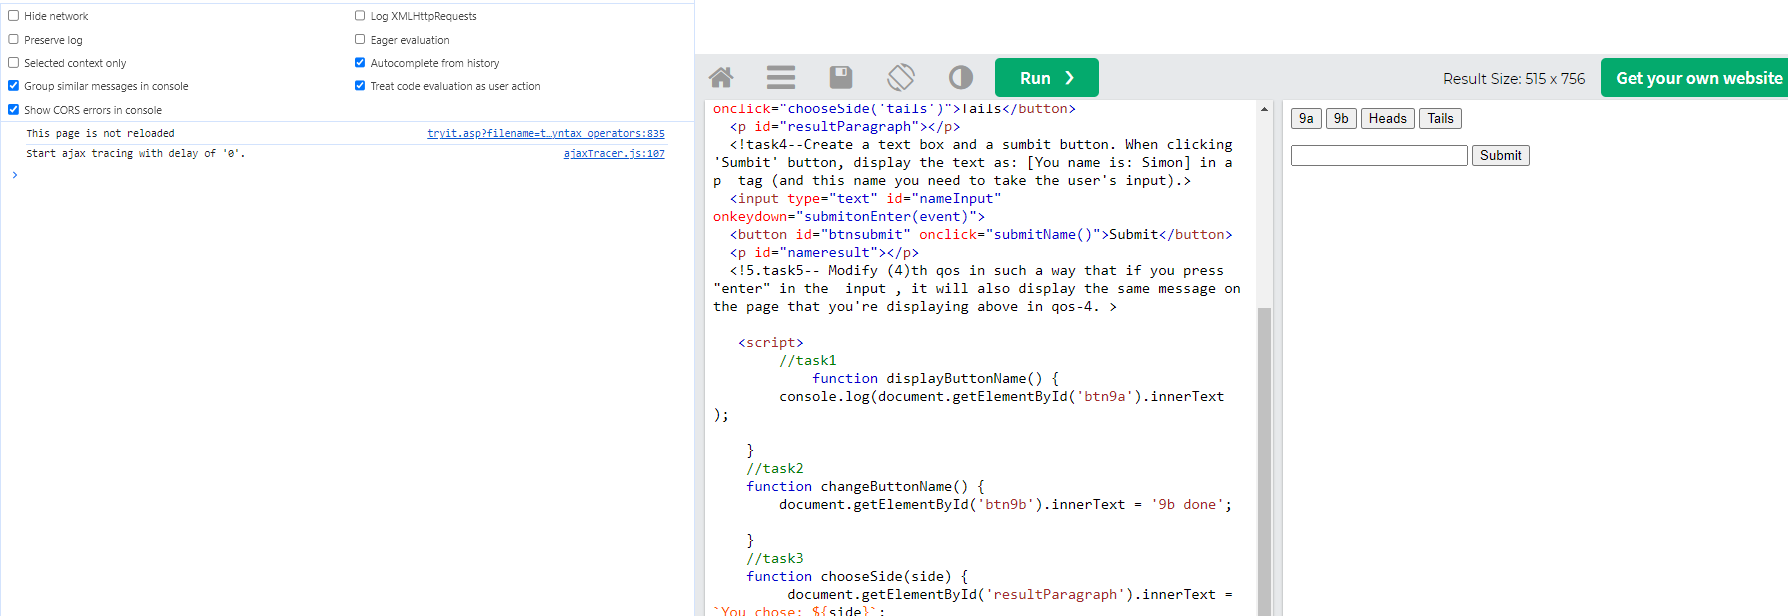 Hide network
Log XMLHttpRequests
Preserve log
Eager evaluation
Selected context only
Autocomplete from history
Group similar messages in console
Treat code evaluation as user action
Show CORS errors in console
This page is not reloaded
tryit.asp?filename=t…yntax_operators:835
Start ajax tracing with delay of '0'.
ajaxTracer.js:107
>
Run ❯
Result Size: 515 x 756
Get your own website
onclick="chooseSide('tails')">Tails</button>
<p id="resultParagraph"></p>
<!task4--Create a text box and a sumbit button. When clicking
'Sumbit' button, display the text as: [You name is: Simon] in a
p  tag (and this name you need to take the user's input).>
<input type="text" id="nameInput"
onkeydown="submitonEnter(event)">
<button id="btnsubmit" onclick="submitName()">Submit</button>
<p id="nameresult"></p>
<!5.task5-- Modify (4)th qos in such a way that if you press
"enter" in the  input , it will also display the same message on
the page that you're displaying above in qos-4. >
<script>
//task1
function displayButtonName() {
console.log(document.getElementById('btn9a').innerText
);
}
//task2
function changeButtonName() {
document.getElementById('btn9b').innerText = '9b done';
}
//task3
function chooseSide(side) {
document.getElementById('resultParagraph').innerText =
`You chose: ${side}`;
9a 9b Heads Tails
Submit